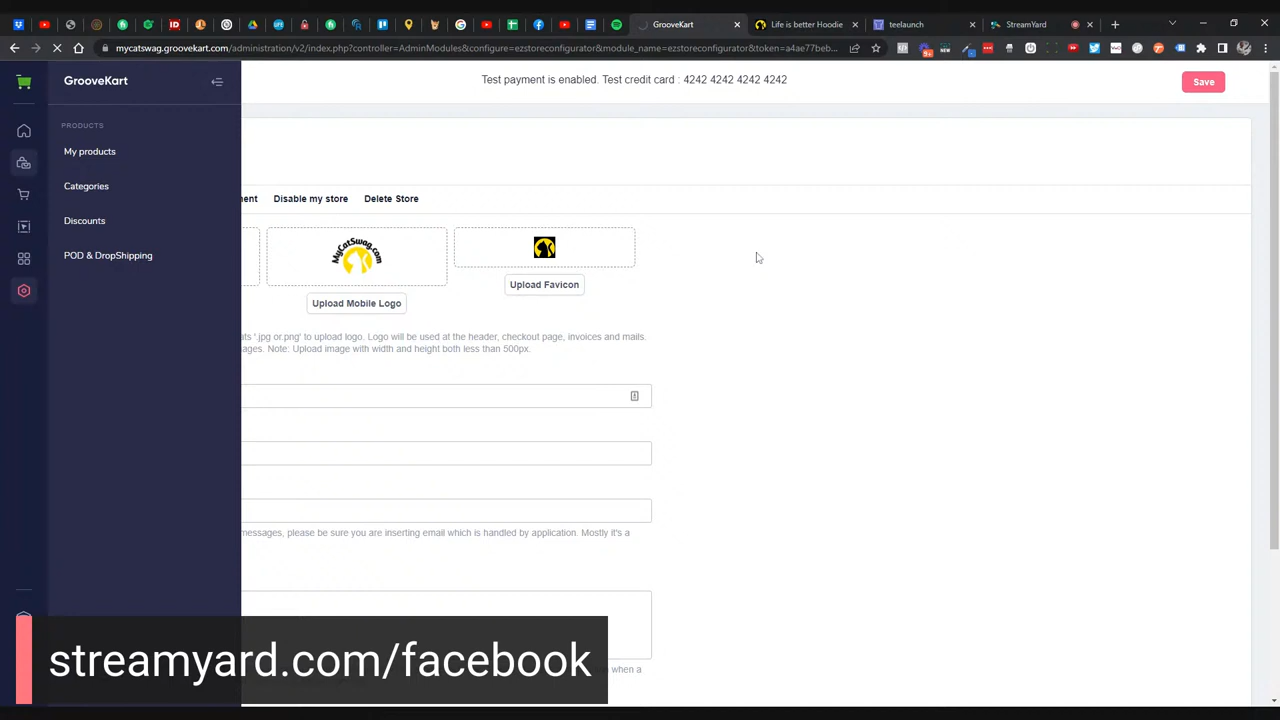 GrooveKart
Life is better Hoodie
teelaunch
StreamYard
mycatswag.groovekart.com/administration/v2/index.php?controller=AdminModules&configure=ezstoreconfigurator&module_name=ezstoreconfigurator&token=a4ae77beb...
9+
GrooveKart
Test payment is enabled. Test credit card : 4242 4242 4242 4242
Save
PRODUCTS
My products
Categories
Discounts
POD & DropShipping
ent
Disable my store
Delete Store
MyCatSwag.com
Upload Mobile Logo
Upload Favicon
ats '.jpg or.png' to upload logo. Logo will be used at the header, checkout page, invoices and mails.
ages. Note: Upload image with width and height both less than 500px.
messages, please be sure you are inserting email which is handled by application. Mostly it's a
when a
streamyard.com/facebook